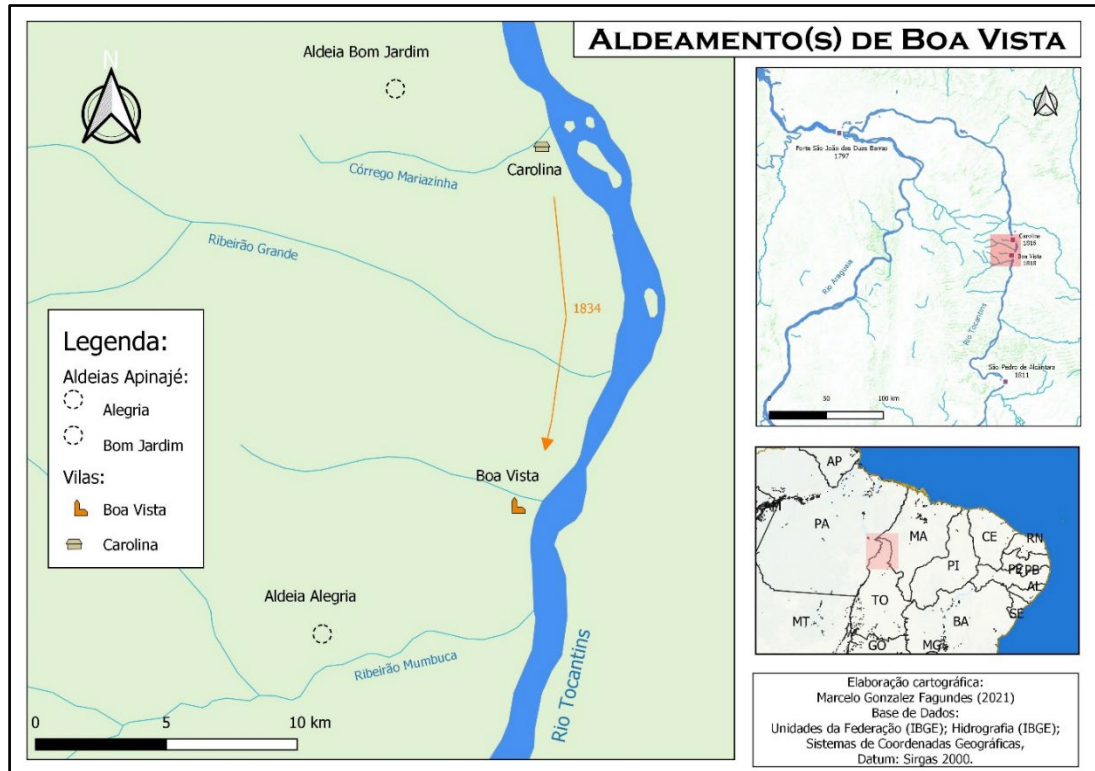 ALDEAMENTO(S) DE BOA VISTA
N
Aldeia Bom Jardim
Carolina
Córrego Mariazinha
Ribeirão Grande
1834
Legenda:
Aldeias Apinajé:
Alegria
Bom Jardim
Vilas:
Boa Vista
Carolina
Boa Vista
Aldeia Alegria
Ribeirão Mumbuca
Rio Tocantins
0 5 10 km
Forte São João das Duas Barras
1797
Carolina
1816
Boa Vista
1818
Rio Araguaia
Rio Tocantins
São Pedro de Alcântara
1811
0 50 100 km
AP
AM
PA
MA
CE
RN
PI
PE
PB
AL
TO
SE
MT
BA
GO
MG
Elaboração cartográfica:
Marcelo Gonzalez Fagundes (2021)
Base de Dados:
Unidades da Federação (IBGE); Hidrografia (IBGE);
Sistemas de Coordenadas Geográficas,
Datum: Sirgas 2000.